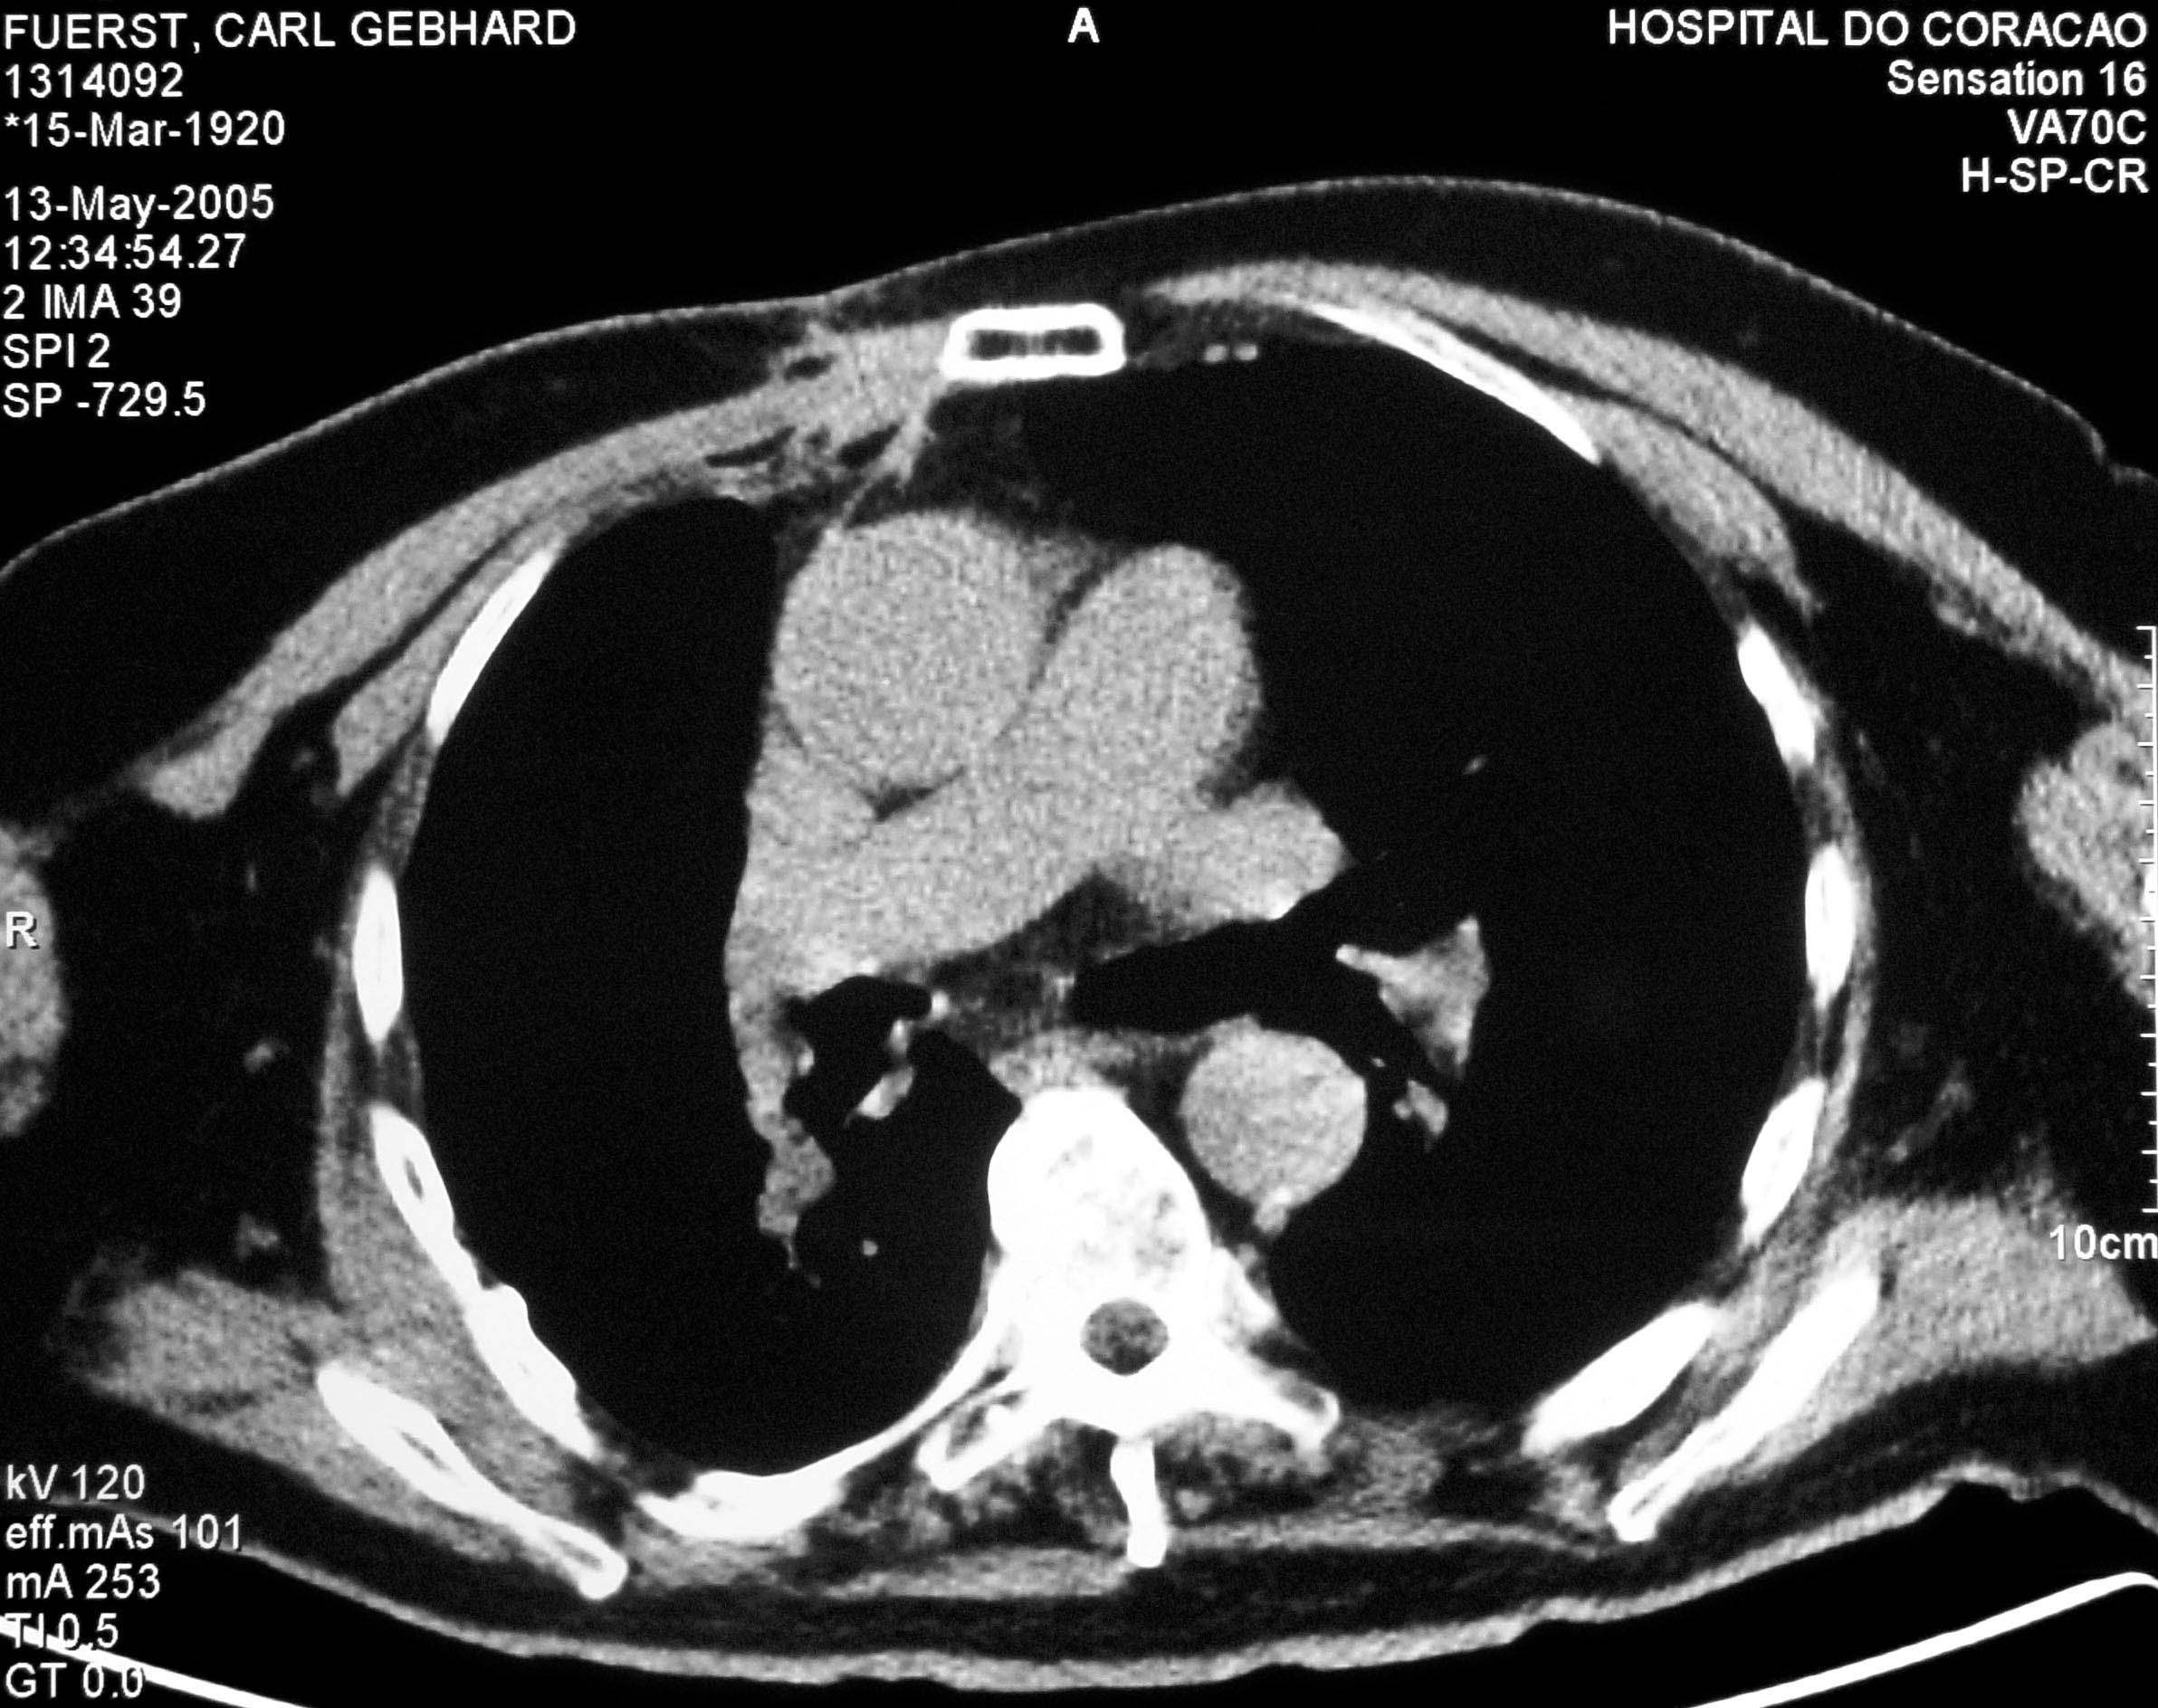 FUERST, CARL GEBHARD
1314092
*15-Mar-1920
13-May-2005
12:34:54.27
2 IMA 39
SPI 2
SP -729.5
A
HOSPITAL DO CORACAO
Sensation 16
VA70C
H-SP-CR
R
10cm
kV 120
eff.mAs 101
mA 253
TI 0.5
GT 0.0